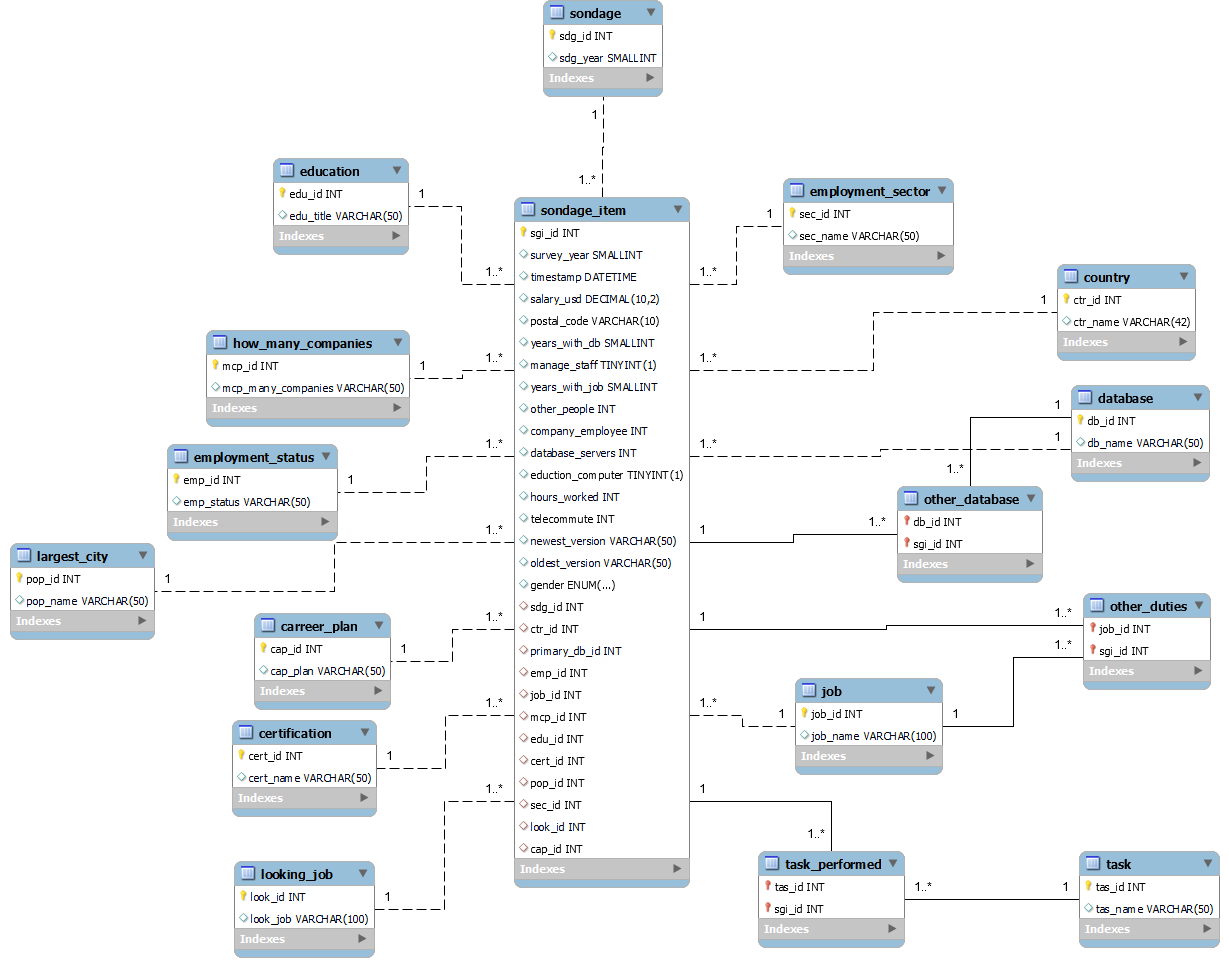 sondage
sdg_id INT
sdg_year SMALLINT
Indexes
1
1..*
education
edu_id INT
edu_title VARCHAR(50)
Indexes
1
1..*
how_many_companies
mcp_id INT
mcp_many_companies VARCHAR(50)
Indexes
1
1..*
employment_status
emp_id INT
emp_status VARCHAR(50)
Indexes
1
1..*
largest_city
pop_id INT
pop_name VARCHAR(50)
Indexes
1
1..*
carreer_plan
cap_id INT
cap_plan VARCHAR(50)
Indexes
1
1..*
certification
cert_id INT
cert_name VARCHAR(50)
Indexes
1
1..*
looking_job
look_id INT
look_job VARCHAR(100)
Indexes
1
1..*
sondage_item
sgi_id INT
survey_year SMALLINT
timestamp DATETIME
salary_usd DECIMAL(10,2)
postal_code VARCHAR(10)
years_with_db SMALLINT
manage_staff TINYINT(1)
years_with_job SMALLINT
other_people INT
company_employee INT
database_servers INT
eduction_computer TINYINT(1)
hours_worked INT
telecommute INT
newest_version VARCHAR(50)
oldest_version VARCHAR(50)
gender ENUM(...)
sdg_id INT
ctr_id INT
primary_db_id INT
emp_id INT
job_id INT
mcp_id INT
edu_id INT
cert_id INT
pop_id INT
sec_id INT
look_id INT
cap_id INT
Indexes
employment_sector
sec_id INT
sec_name VARCHAR(50)
Indexes
1
1..*
country
ctr_id INT
ctr_name VARCHAR(42)
Indexes
1
1..*
database
db_id INT
db_name VARCHAR(50)
Indexes
1
1
1..*
1..*
other_database
db_id INT
sgi_id INT
Indexes
1
1..*
other_duties
job_id INT
sgi_id INT
Indexes
1
1..*
1..*
job
job_id INT
job_name VARCHAR(100)
Indexes
1..*
1
1
task_performed
tas_id INT
sgi_id INT
Indexes
1
1..*
1..*
1
task
tas_id INT
tas_name VARCHAR(50)
Indexes